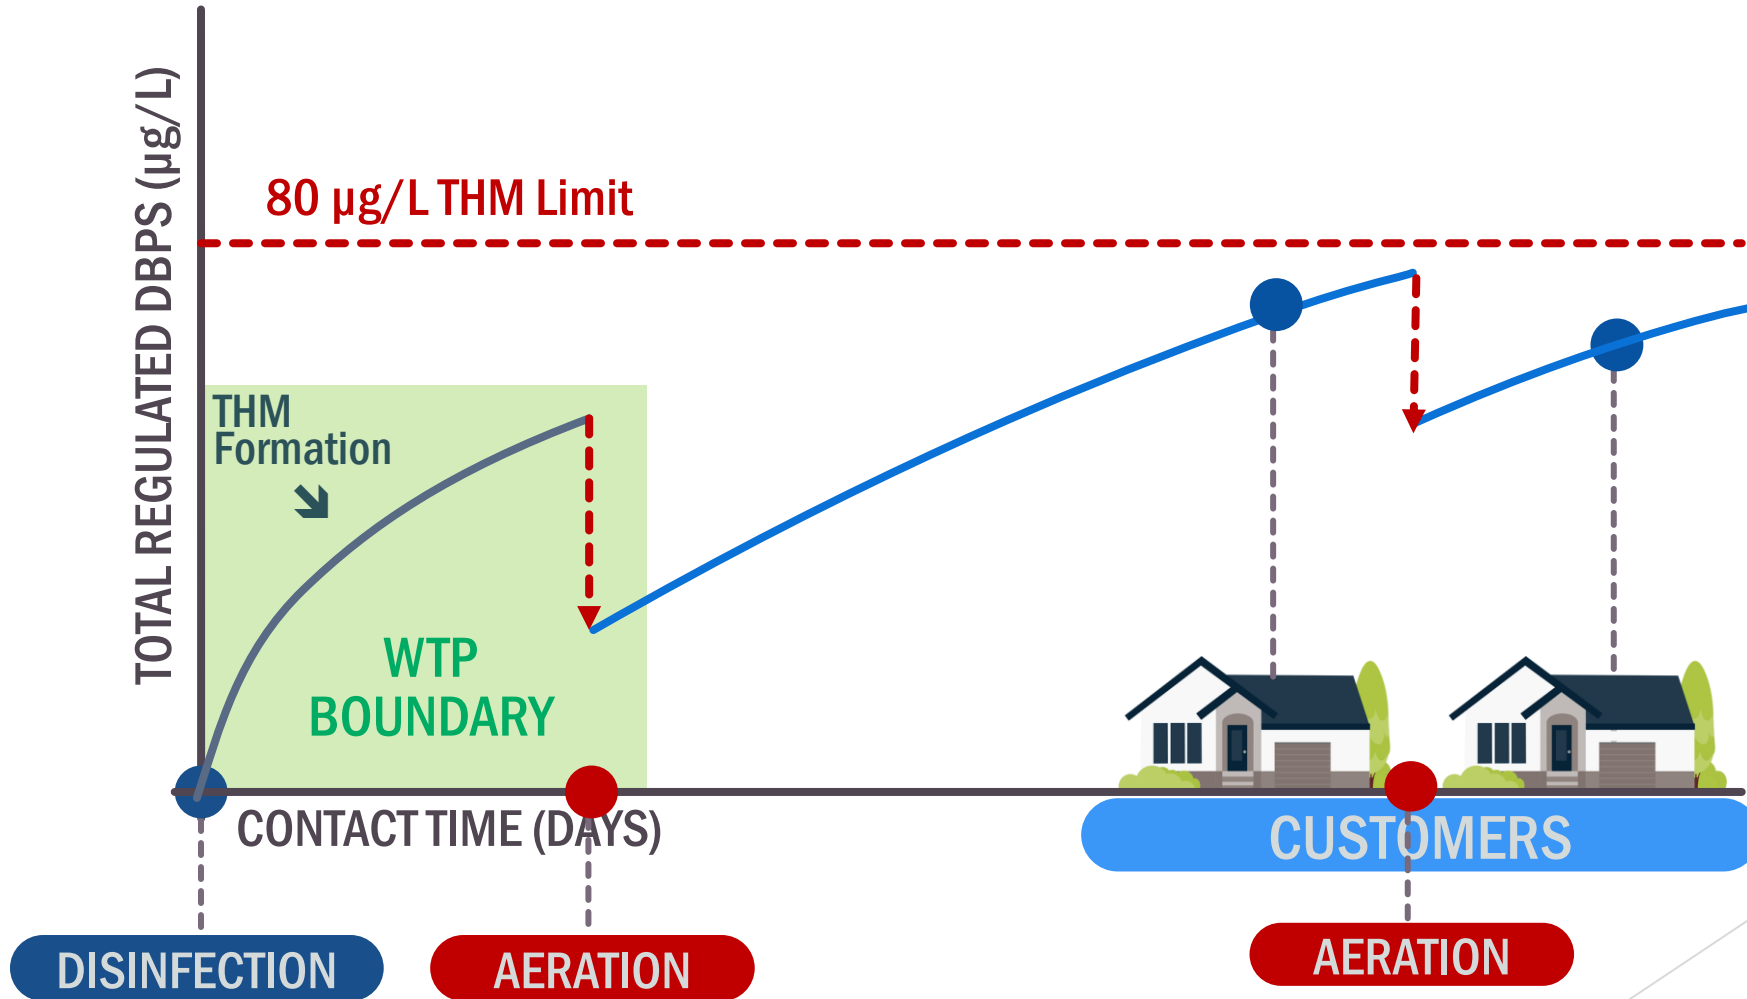 TOTAL REGULATED DBPS (µg/L)
80 µg/L THM Limit
THM
Formation
WTP
BOUNDARY
CONTACT TIME (DAYS)
CUSTOMERS
DISINFECTION
AERATION
AERATION